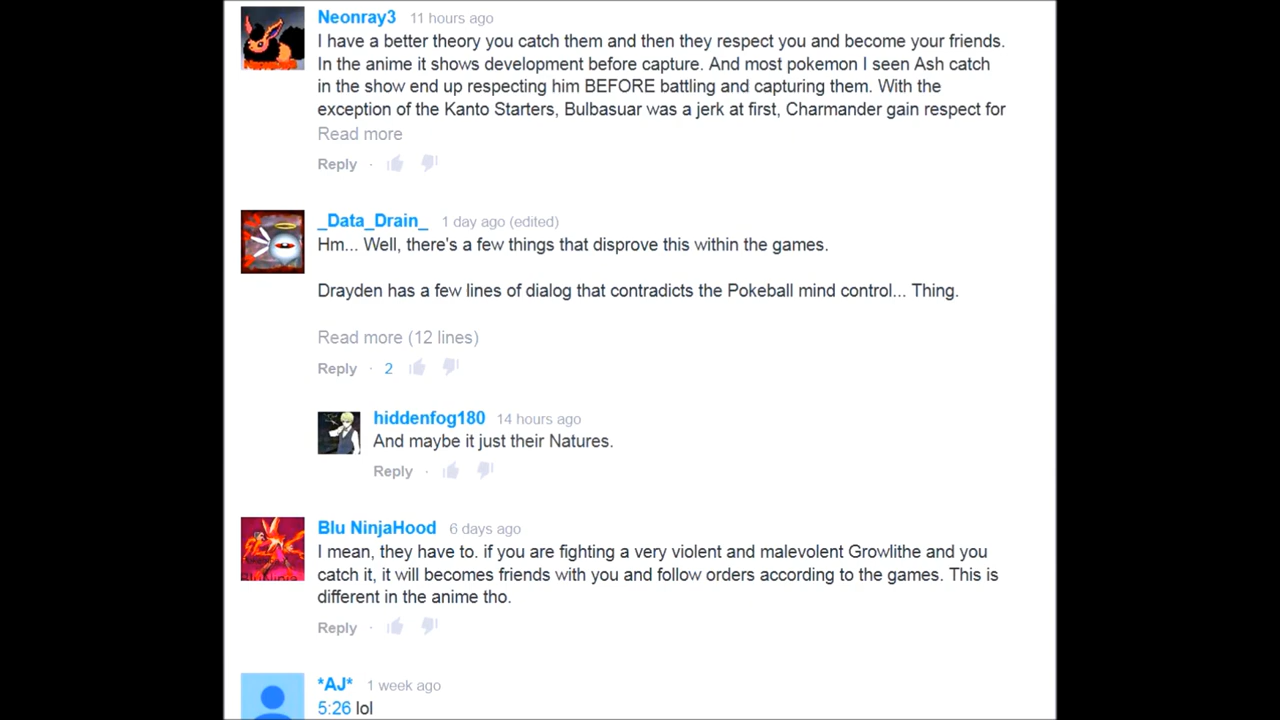 Neonray3 11 hours ago
I have a better theory you catch them and then they respect you and become your friends.
In the anime it shows development before capture. And most pokemon I seen Ash catch
in the show end up respecting him BEFORE battling and capturing them. With the
exception of the Kanto Starters, Bulbasuar was a jerk at first, Charmander gain respect for
Read more
Reply ·
_Data_Drain_ 1 day ago (edited)
Hm... Well, there's a few things that disprove this within the games.
Drayden has a few lines of dialog that contradicts the Pokeball mind control... Thing.
Read more (12 lines)
Reply · 2
hiddenfog180 14 hours ago
And maybe it just their Natures.
Reply ·
Blu NinjaHood 6 days ago
I mean, they have to. if you are fighting a very violent and malevolent Growlithe and you
catch it, it will becomes friends with you and follow orders according to the games. This is
different in the anime tho.
Reply ·
*AJ* 1 week ago
5:26 lol